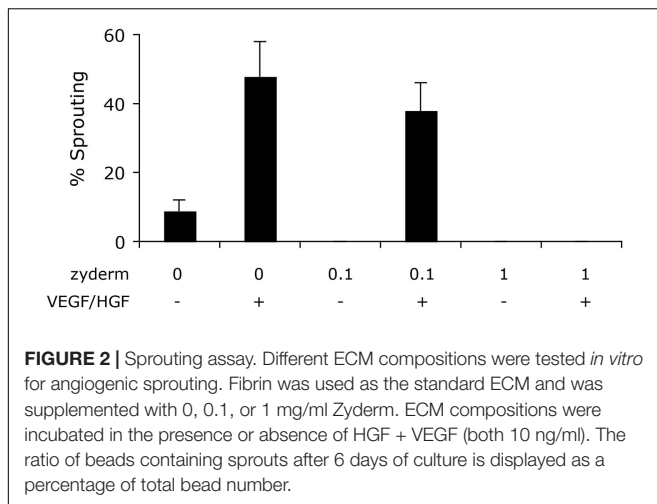 60
40
20
0
% Sprouting
zyderm 0 0 0.1 0.1 1 1
VEGF/HGF - + - + - +
FIGURE 2 | Sprouting assay. Different ECM compositions were tested in vitro
for angiogenic sprouting. Fibrin was used as the standard ECM and was
supplemented with 0, 0.1, or 1 mg/ml Zyderm. ECM compositions were
incubated in the presence or absence of HGF + VEGF (both 10 ng/ml). The
ratio of beads containing sprouts after 6 days of culture is displayed as a
percentage of total bead number.